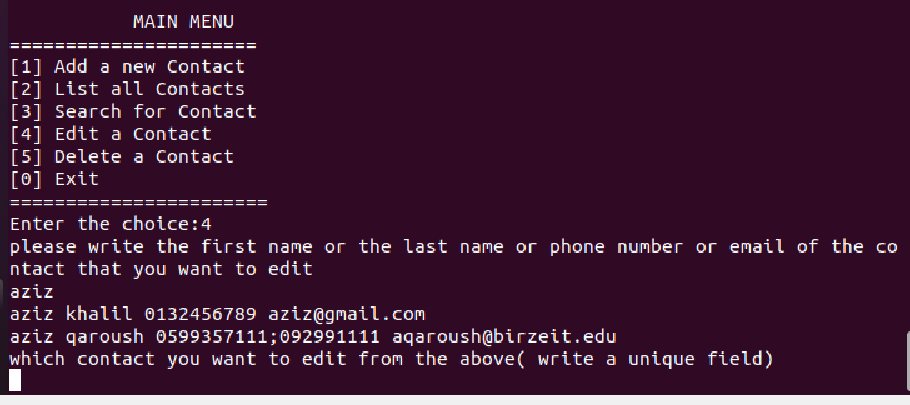 MAIN MENU
======================
[1] Add a new Contact
[2] List all Contacts
[3] Search for Contact
[4] Edit a Contact
[5] Delete a Contact
[0] Exit
=======================
Enter the choice:4
please write the first name or the last name or phone number or email of the co
ntact that you want to edit
aziz
aziz khalil 0132456789 aziz@gmail.com
aziz qaroush 0599357111;092991111 aqaroush@birzeit.edu
which contact you want to edit from the above( write a unique field)